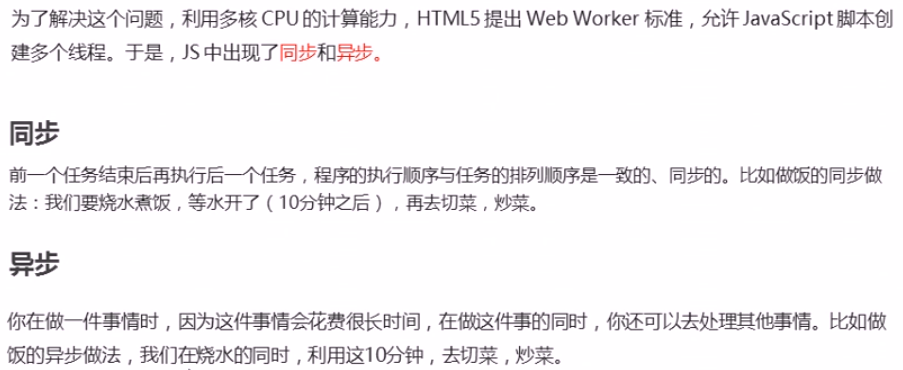 为了解决这个问题，利用多核 CPU 的计算能力，HTML5 提出 Web Worker 标准，允许 JavaScript 脚本创
建多个线程。于是，JS 中出现了同步和异步。
同步
前一个任务结束后再执行后一个任务，程序的执行顺序与任务的排列顺序是一致的、同步的。比如做饭的同步做
法：我们要烧水煮饭，等水开了（10分钟之后），再去切菜，炒菜。
异步
你在做一件事情时，因为这件事情会花费很长时间，在做这件事的同时，你还可以去处理其他事情。比如做
饭的异步做法，我们在烧水的同时，利用这10分钟，去切菜，炒菜。